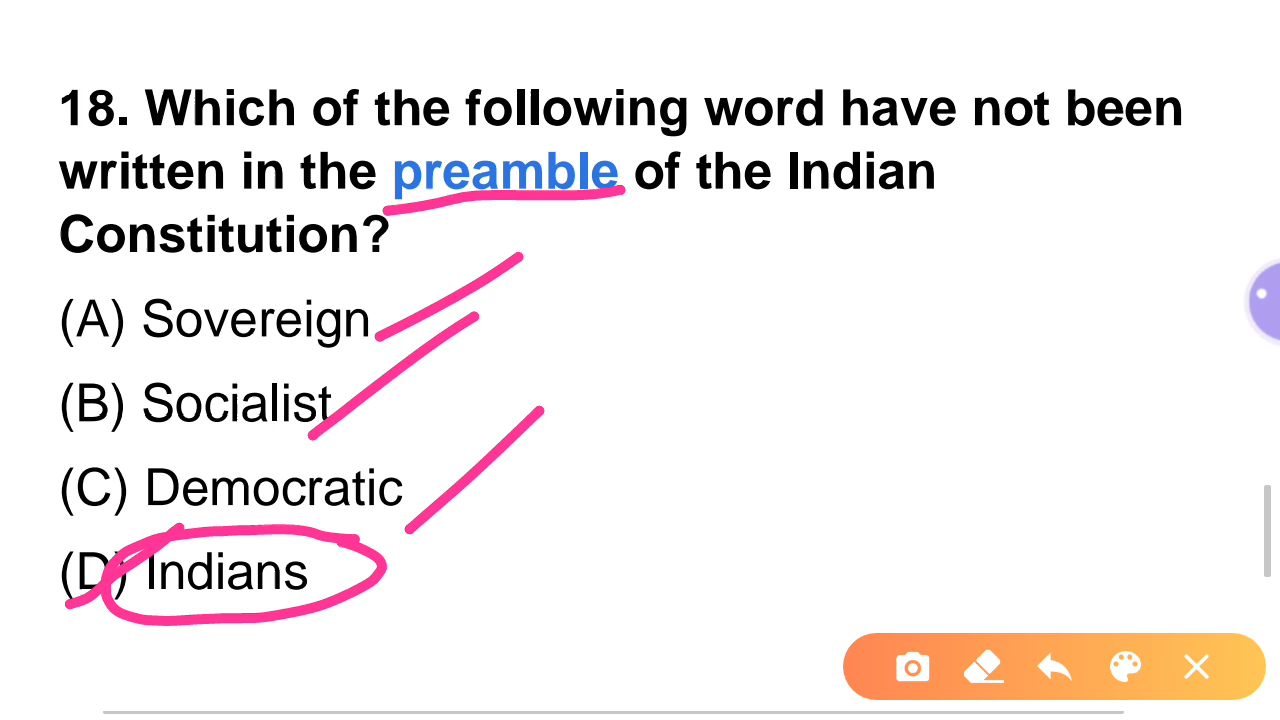 18. Which of the following word have not been
written in the preamble of the Indian
Constitution?
(A) Sovereign
(B) Socialist
(C) Democratic
(D) Indians